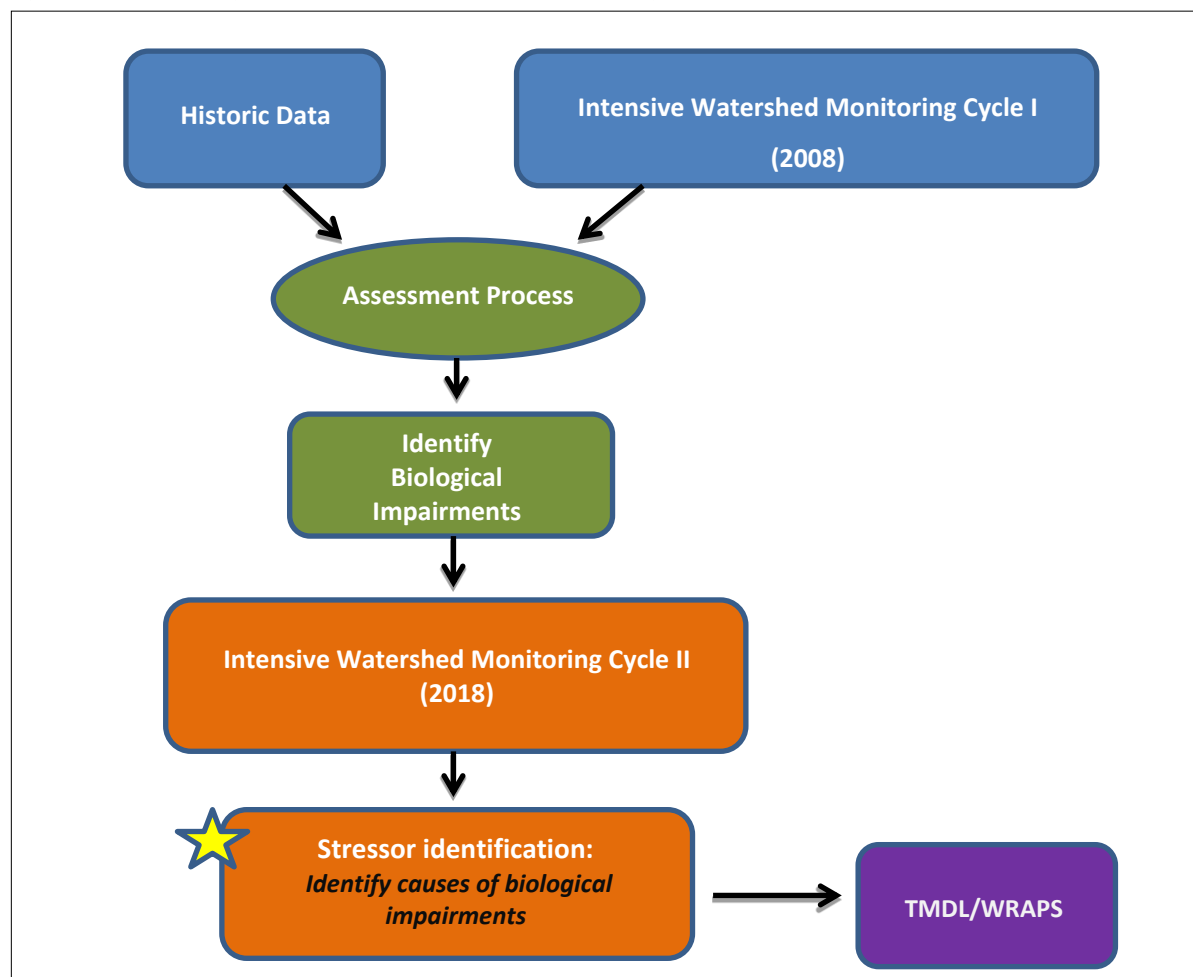 Historic Data
Intensive Watershed Monitoring Cycle I
(2008)
Assessment Process
Identify
Biological
Impairments
Intensive Watershed Monitoring Cycle II
(2018)
Stressor identification:
Identify causes of biological
impairments
TMDL/WRAPS